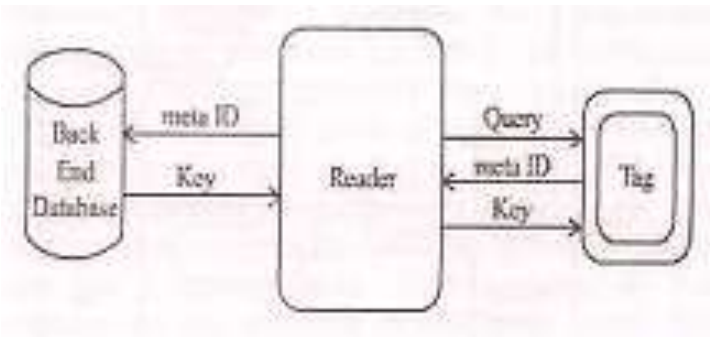 Back
End
Database
meta ID
Key
Reader
Query
meta ID
Key
Tag